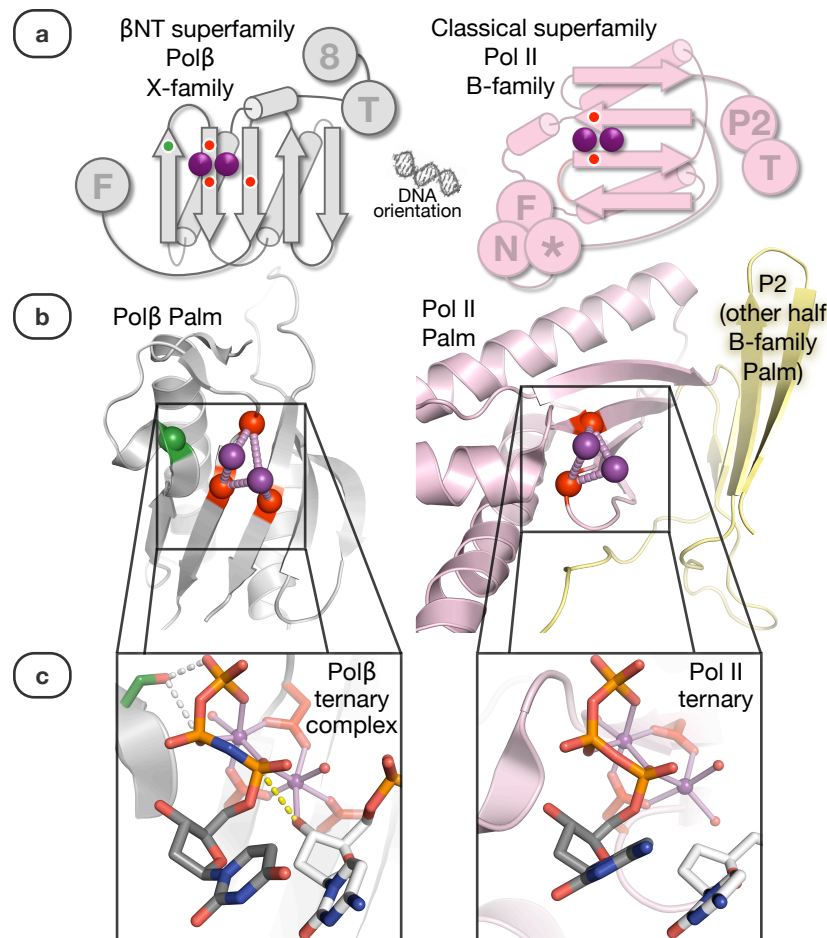 a
βNT superfamily
Polβ
X-family
8
T
F
DNA
orientation
Classical superfamily
Pol II
B-family
P2
T
F
N
*
b
Polβ Palm
Pol II
Palm
P2
(other half
B-family
Palm)
c
Polβ
ternary
complex
Pol II
ternary